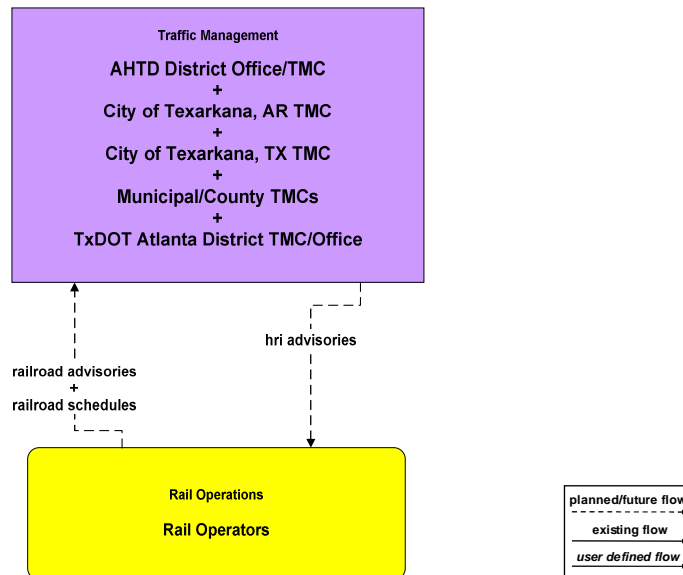 Traffic Management
AHTD District Office/TMC
+
City of Texarkana, AR TMC
+
City of Texarkana, TX TMC
+
Municipal/County TMCs
+
TxDOT Atlanta District TMC/Office
hri advisories
railroad advisories
+
railroad schedules
Rail Operations
Rail Operators
planned/future flow
existing flow
user defined flow